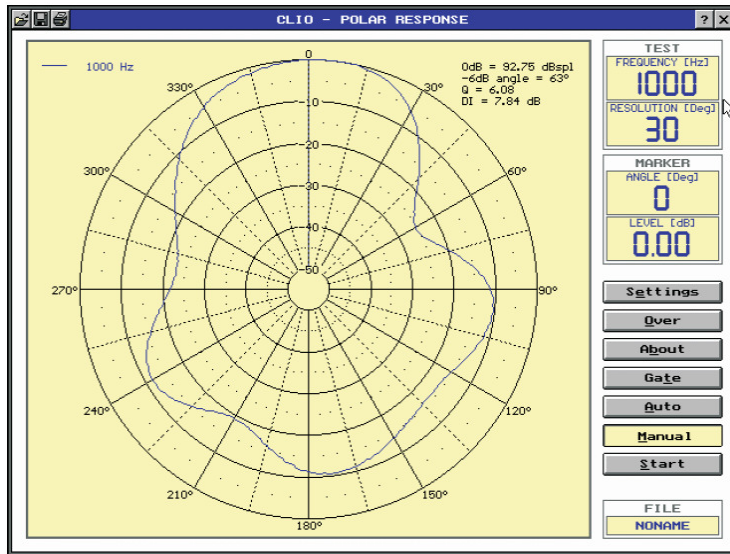 CLIO - POLAR RESPONSE
? X
1000 Hz
0dB = 92.75 dBspl
-6dB angle = 63°
Q = 6.08
DI = 7.84 dB
0
330°
30°
-10
-20
300°
60°
-30
-40
-50
270°
90°
240°
120°
210°
150°
180°
TEST
FREQUENCY [Hz]
1000
RESOLUTION [Deg]
30
MARKER
ANGLE [Deg]
0
LEVEL [dB]
0.00
Settings
Over
About
Gate
Auto
Manual
Start
FILE
NONAME